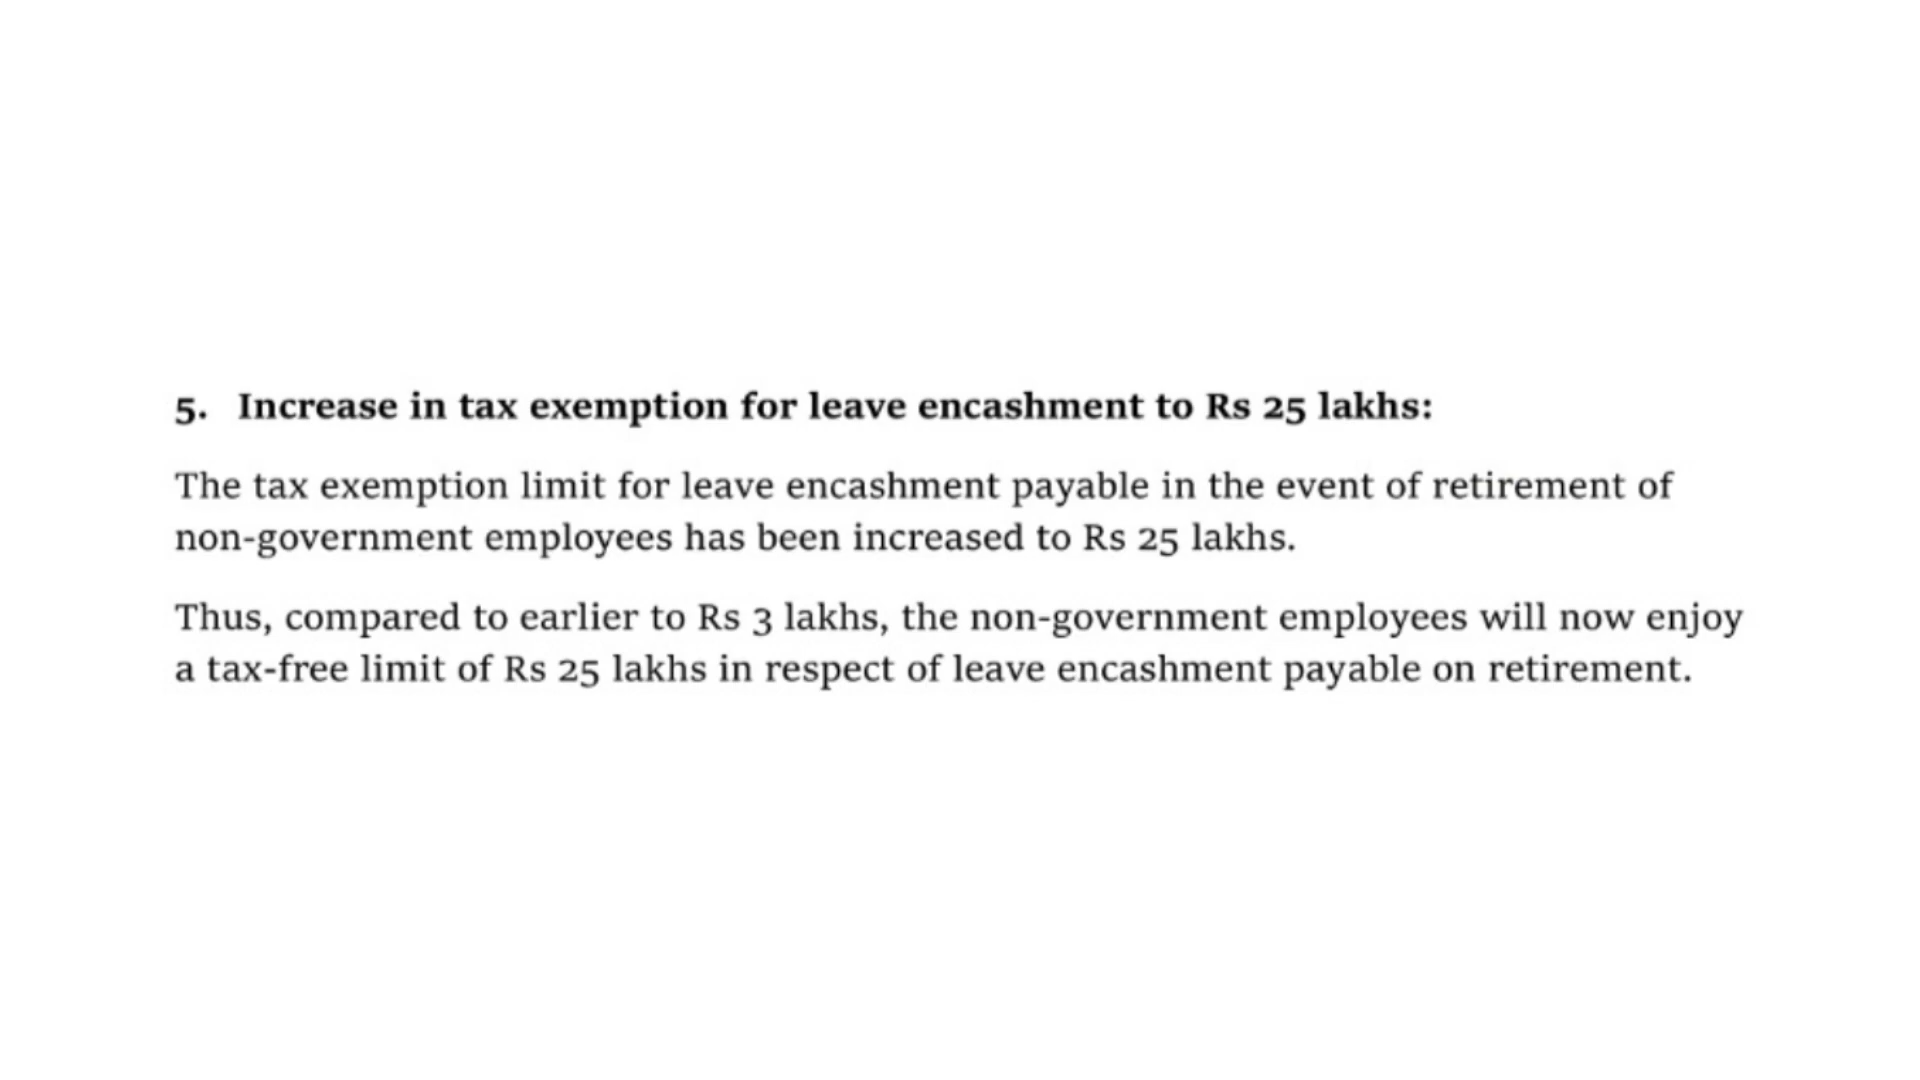 5. Increase in tax exemption for leave encashment to Rs 25 lakhs:
The tax exemption limit for leave encashment payable in the event of retirement of
non-government employees has been increased to Rs 25 lakhs.
Thus, compared to earlier to Rs 3 lakhs, the non-government employees will now enjoy
a tax-free limit of Rs 25 lakhs in respect of leave encashment payable on retirement.